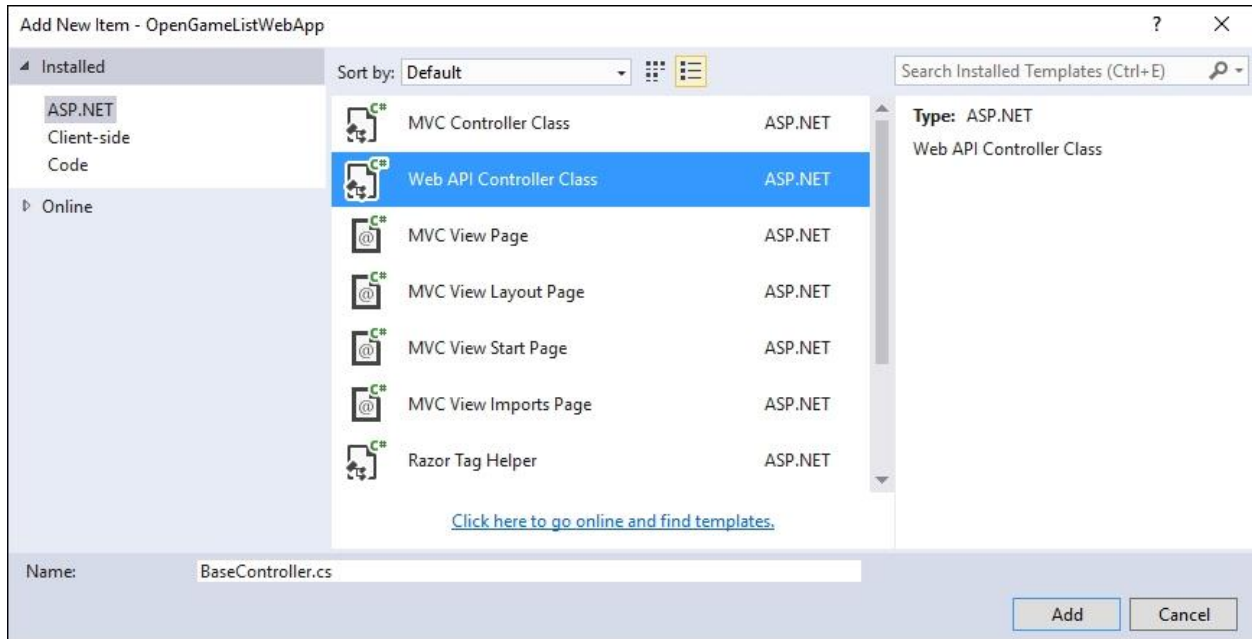 Add New Item - OpenGameListWebApp
?
Installed
ASP.NET
Client-side
Code
Online
Sort by: Default
C# MVC Controller Class ASP.NET
C# Web API Controller Class ASP.NET
C# @ MVC View Page ASP.NET
C# @ MVC View Layout Page ASP.NET
C# @ MVC View Start Page ASP.NET
C# @ MVC View Imports Page ASP.NET
C# Razor Tag Helper ASP.NET
Click here to go online and find templates.
Search Installed Templates (Ctrl+E)
Type: ASP.NET
Web API Controller Class
Name: BaseController.cs
Add Cancel